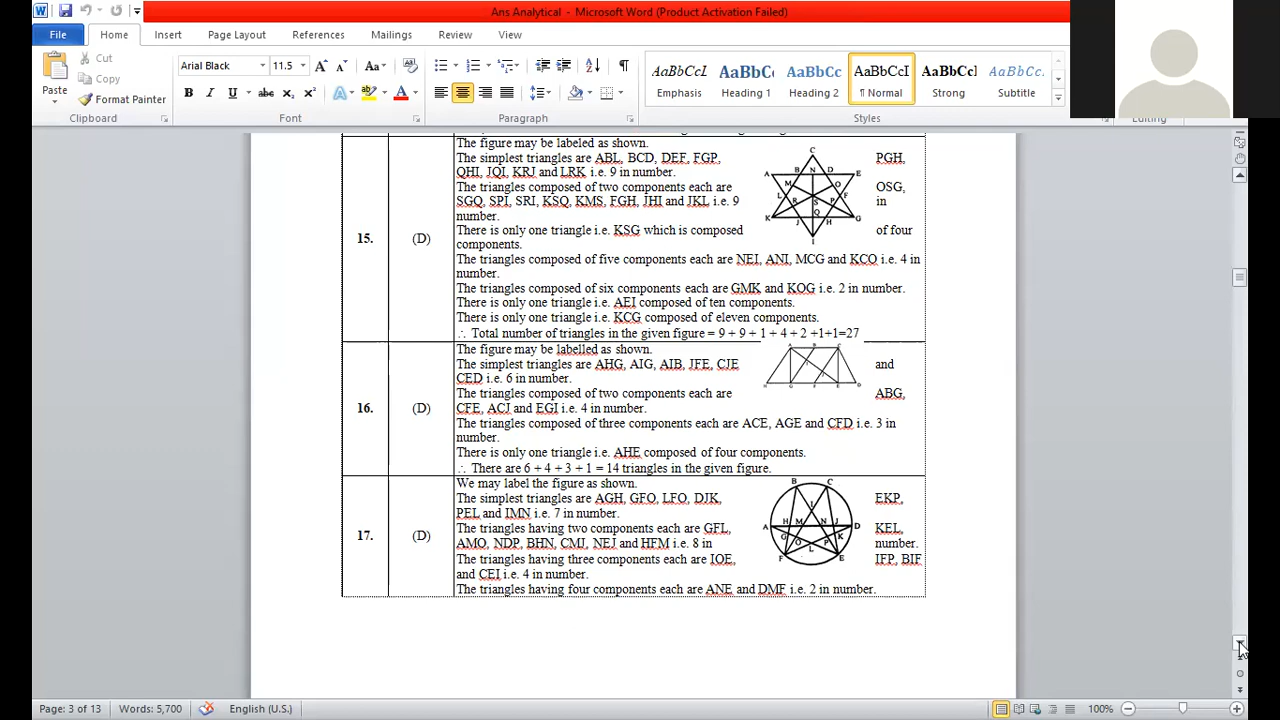 Ans Analytical - Microsoft Word (Product Activation Failed)
File Home Insert Page Layout References Mailings Review View
Cut
Copy
Format Painter
Paste
Clipboard
Arial Black 11.5
Font
Paragraph
AaBbCcI AaBbCc AaBbCc AaBbCcI AaBbCcI AaBbCc.
Emphasis Heading 1 Heading 2 ¶ Normal Strong Subtitle
Styles
Editing
15. (D)
The figure may be labeled as shown.
The simplest triangles are ABL, BCD, DEF, FGP, PGH,
QHI, JQI, KRJ and LRK i.e. 9 in number.
The triangles composed of two components each are OSG,
SGQ, SPI, SRI, KSQ, KMS, FGH, JHI and JKL i.e. 9 in
number.
There is only one triangle i.e. KSG which is composed of four
components.
The triangles composed of five components each are NEI, ANI, MCG and KCO i.e. 4 in
number.
The triangles composed of six components each are GMK and KOG i.e. 2 in number.
There is only one triangle i.e. AEI composed of ten components.
There is only one triangle i.e. KCG composed of eleven components.
∴ Total number of triangles in the given figure = 9 + 9 + 1 + 4 + 2 +1+1=27
C
A B N D E
M O
L F
R P
S
K Q G
J H
I
16. (D)
The figure may be labelled as shown.
The simplest triangles are AHG, AIG, AIB, JFE, CJE and
CED i.e. 6 in number.
The triangles composed of two components each are ABG,
CFE, ACJ and EGI i.e. 4 in number.
The triangles composed of three components each are ACE, AGE and CFD i.e. 3 in
number.
There is only one triangle i.e. AHE composed of four components.
∴ There are 6 + 4 + 3 + 1 = 14 triangles in the given figure.
A B C
H G F E D
17. (D)
We may label the figure as shown.
The simplest triangles are AGH, GFO, LFO, DJK, EKP,
PEL and IMN i.e. 7 in number.
The triangles having two components each are GFL, KEL,
AMO, NDP, BHN, CMJ, NEJ and HFM i.e. 8 in number.
The triangles having three components each are IOE, IFP, BIF
and CEI i.e. 4 in number.
The triangles having four components each are ANE and DMF i.e. 2 in number.
B C
I
A H M N J D
G K
O P
L
F E
Page: 3 of 13 Words: 5,700 English (U.S.) 100%